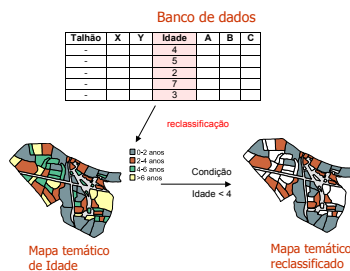 Banco de dados
Talhão X Y Idade A B C
- 4
- 5
- 2
- 7
- 3
reclassificação
0-2 anos
2-4 anos
4-6 anos
>6 anos
Condição
Idade < 4
Mapa temático
de Idade
Mapa temático
reclassificado